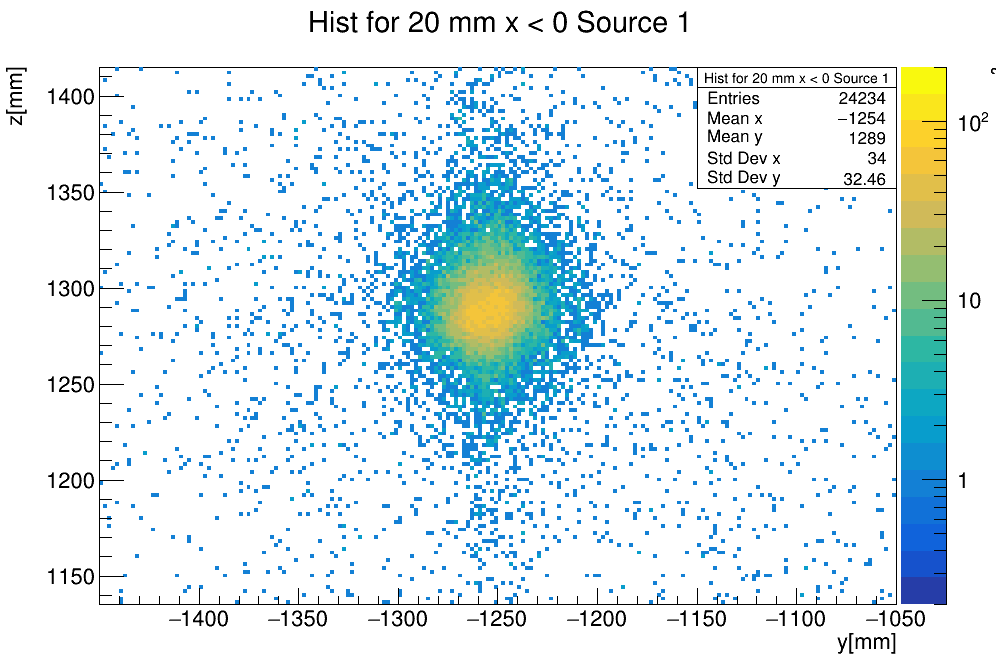 Hist for 20 mm x < 0 Source 1
z[mm]
1400
1350
1300
1250
1200
1150
−1400
−1350
−1300
−1250
−1200
−1150
−1100
−1050
y[mm]
Hist for 20 mm x < 0 Source 1
Entries 24234
Mean x −1254
Mean y 1289
Std Dev x 34
Std Dev y 32.46
10²
10
1